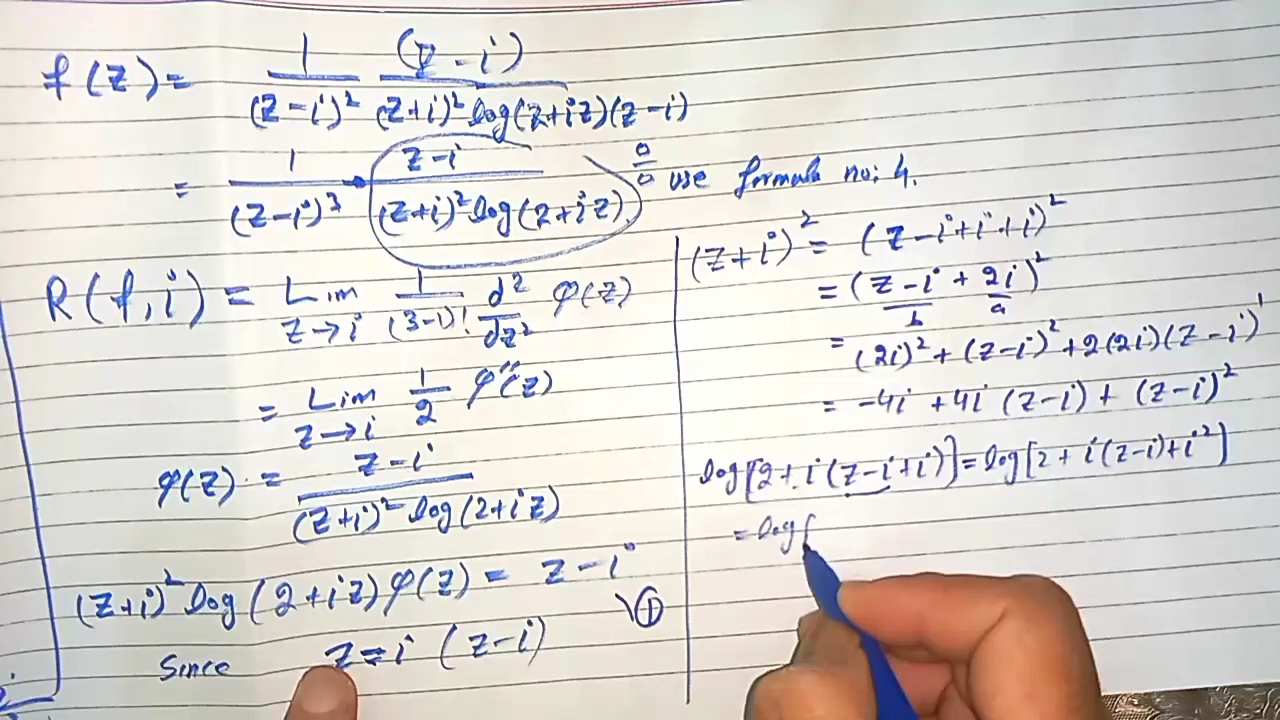 f(z) = 1/(z-i)² (z-i)/((z+i)² log(2+iz)(z-i))
= 1/(z-i)³ · z-i/((z+i)² log(2+iz)) 0/0 use formula no: 4.
R(f,i) = Lim z→i 1/(3-1)! d²/dz² φ(z)
= Lim z→i 1/2 φ''(z)
φ(z) = z-i/((z+i)² log(2+iz))
(z+i)² log(2+iz) φ(z) = z-i ①
Since z=i (z-i)
(z+i)² = (z-i+i+i)²
= (z-i + 2i)²
b a
= (2i)² + (z-i)² + 2(2i)(z-i)'
= -4i + 4i (z-i) + (z-i)²
log[2+i(z-i+i)] = log[2+i(z-i)+i²]
= log[